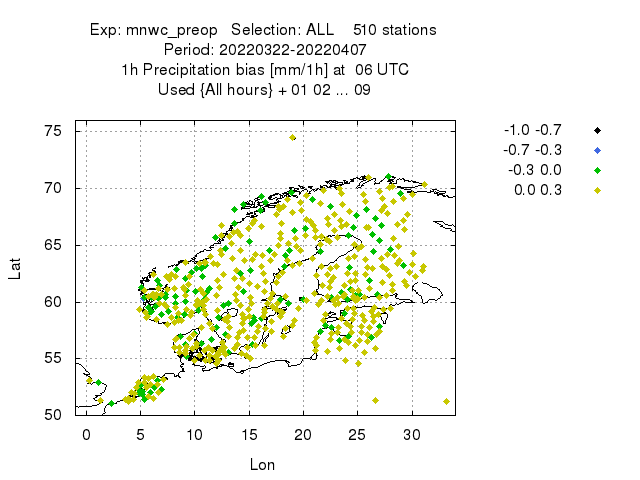 Exp: mnwc_preop   Selection: ALL    510 stations
Period: 20220322-20220407
1h Precipitation bias [mm/1h] at  06 UTC
Used {All hours} + 01 02 ... 09
-1.0 -0.7
-0.7 -0.3
-0.3 0.0
0.0 0.3
75
70
65
60
55
50
Lat
0 5 10 15 20 25 30
Lon